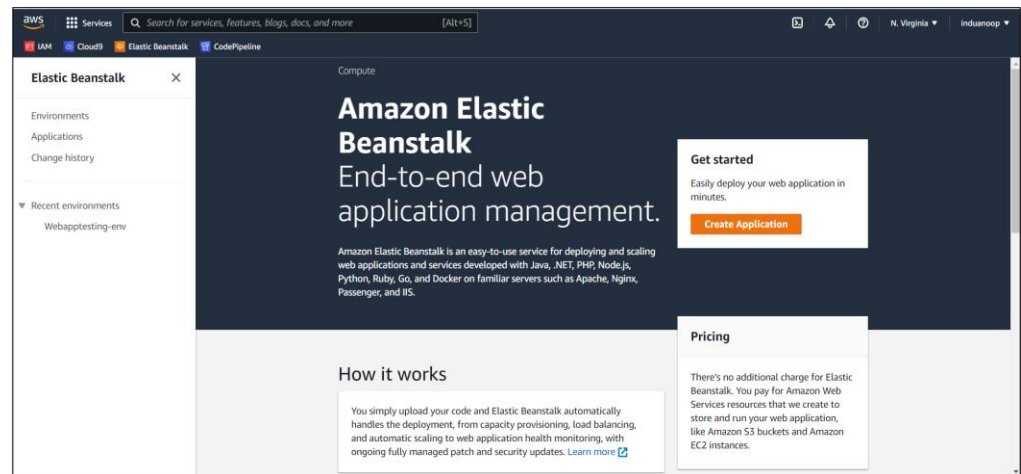 aws
Services
Search for services, features, blogs, docs, and more
[Alt+S]
N. Virginia
induanoop
IAM
Cloud9
Elastic Beanstalk
CodePipeline
Elastic Beanstalk
Environments
Applications
Change history
Recent environments
Webapptesting-env
Compute
Amazon Elastic
Beanstalk
End-to-end web
application management.
Amazon Elastic Beanstalk is an easy-to-use service for deploying and scaling
web applications and services developed with Java, .NET, PHP, Node.js,
Python, Ruby, Go, and Docker on familiar servers such as Apache, Nginx,
Passenger, and IIS.
Get started
Easily deploy your web application in
minutes.
Create Application
Pricing
There's no additional charge for Elastic
Beanstalk. You pay for Amazon Web
Services resources that we create to
store and run your web application,
like Amazon S3 buckets and Amazon
EC2 instances.
How it works
You simply upload your code and Elastic Beanstalk automatically
handles the deployment, from capacity provisioning, load balancing,
and automatic scaling to web application health monitoring, with
ongoing fully managed patch and security updates. Learn more